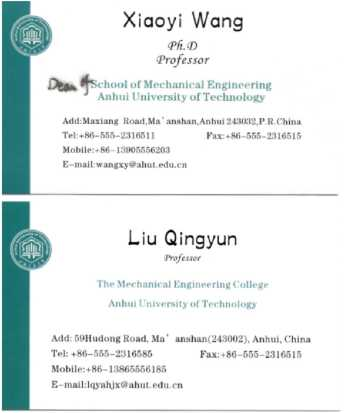 Xiaoyi Wang
Ph.D
Professor
Dean of School of Mechanical Engineering
Anhui University of Technology
Add:Maxiang Road,Ma'anshan,Anhui 243032,P.R.China
Tel:+86-555-2316511 Fax:+86-555-2316515
Mobile:+86-13905556203
E-mail:wangxy@ahut.edu.cn
Liu Qingyun
Professor
The Mechanical Engineering College
Anhui University of Technology
Add: 59Hudong Road, Ma' anshan(243002), Anhui, China
Tel: +86-555-2316585 Fax:+86-555-2316515
Mobile:+86-13865556185
E-mail:lqyahjx@ahut.edu.cn